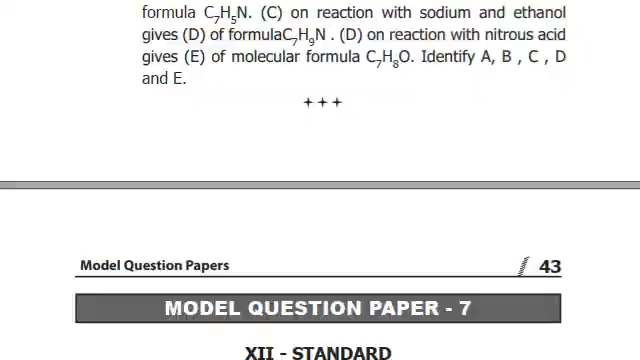 formula C₇H₅N. (C) on reaction with sodium and ethanol
gives (D) of formulaC₇H₉N . (D) on reaction with nitrous acid
gives (E) of molecular formula C₇H₈O. Identify A, B , C , D
and E.
✦✦✦
Model Question Papers / 43
MODEL QUESTION PAPER - 7
XII - STANDARD